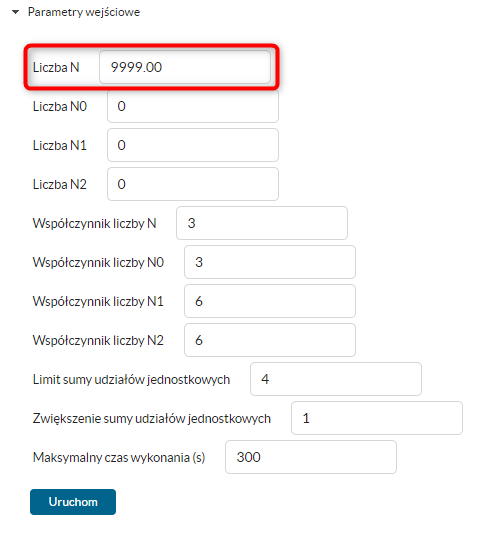 Parametry wejściowe
Liczba N 9999.00
Liczba N0 0
Liczba N1 0
Liczba N2 0
Współczynnik liczby N 3
Współczynnik liczby N0 3
Współczynnik liczby N1 6
Współczynnik liczby N2 6
Limit sumy udziałów jednostkowych 4
Zwiększenie sumy udziałów jednostkowych 1
Maksymalny czas wykonania (s) 300
Uruchom